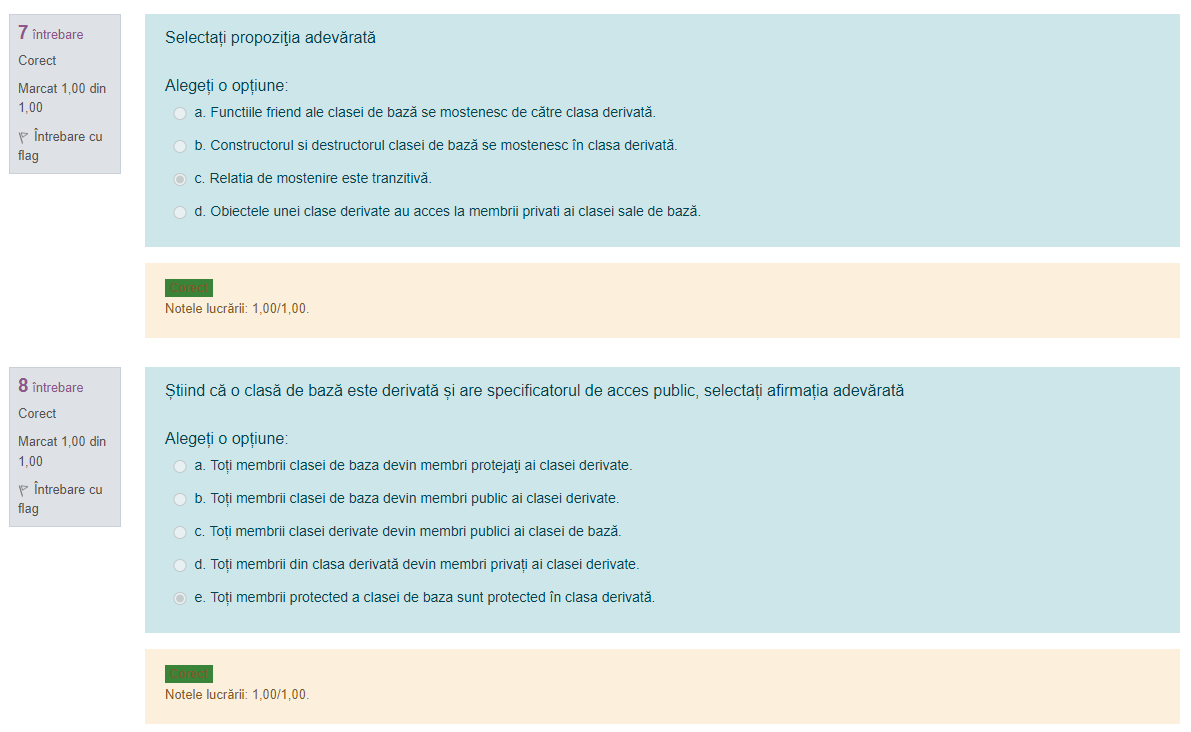 7 întrebare
Corect
Marcat 1,00 din
1,00
Întrebare cu
flag
Selectați propoziţia adevărată
Alegeți o opțiune:
a. Functiile friend ale clasei de bază se mostenesc de către clasa derivată.
b. Constructorul si destructorul clasei de bază se mostenesc în clasa derivată.
c. Relatia de mostenire este tranzitivă.
d. Obiectele unei clase derivate au acces la membrii privati ai clasei sale de bază.
Corect
Notele lucrării: 1,00/1,00.
8 întrebare
Corect
Marcat 1,00 din
1,00
Întrebare cu
flag
Știind că o clasă de bază este derivată și are specificatorul de acces public, selectați afirmația adevărată
Alegeți o opțiune:
a. Toți membrii clasei de baza devin membri protejaţi ai clasei derivate.
b. Toți membrii clasei de baza devin membri public ai clasei derivate.
c. Toți membrii clasei derivate devin membri publici ai clasei de bază.
d. Toți membrii din clasa derivată devin membri privați ai clasei derivate.
e. Toți membrii protected a clasei de baza sunt protected în clasa derivată.
Corect
Notele lucrării: 1,00/1,00.